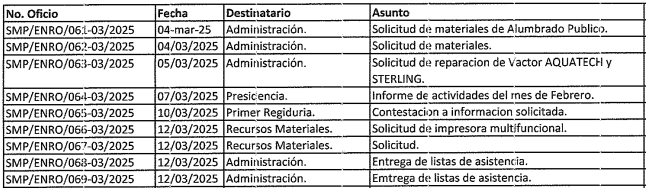 No. Oficio Fecha Destinatario Asunto
SMP/ENRO/061-03/2025 04-mar-25 Administración. Solicitud de materiales de Alumbrado Publico.
SMP/ENRO/062-03/2025 04/03/2025 Administración. Solicitud de materiales.
SMP/ENRO/063-03/2025 05/03/2025 Administración. Solicitud de reparacion de Vactor AQUATECH y
STERLING.
SMP/ENRO/064-03/2025 07/03/2025 Presidencia. Informe de actividades del mes de Febrero.
SMP/ENRO/065-03/2025 10/03/2025 Primer Regiduria. Contestacion a informacion solicitada.
SMP/ENRO/066-03/2025 12/03/2025 Recursos Materiales. Solicitud de impresora multifuncional.
SMP/ENRO/067-03/2025 12/03/2025 Recursos Materiales. Solicitud.
SMP/ENRO/068-03/2025 12/03/2025 Administración. Entrega de listas de asistencia.
SMP/ENRO/069-03/2025 12/03/2025 Administración. Emtrega de listas de asistencia.